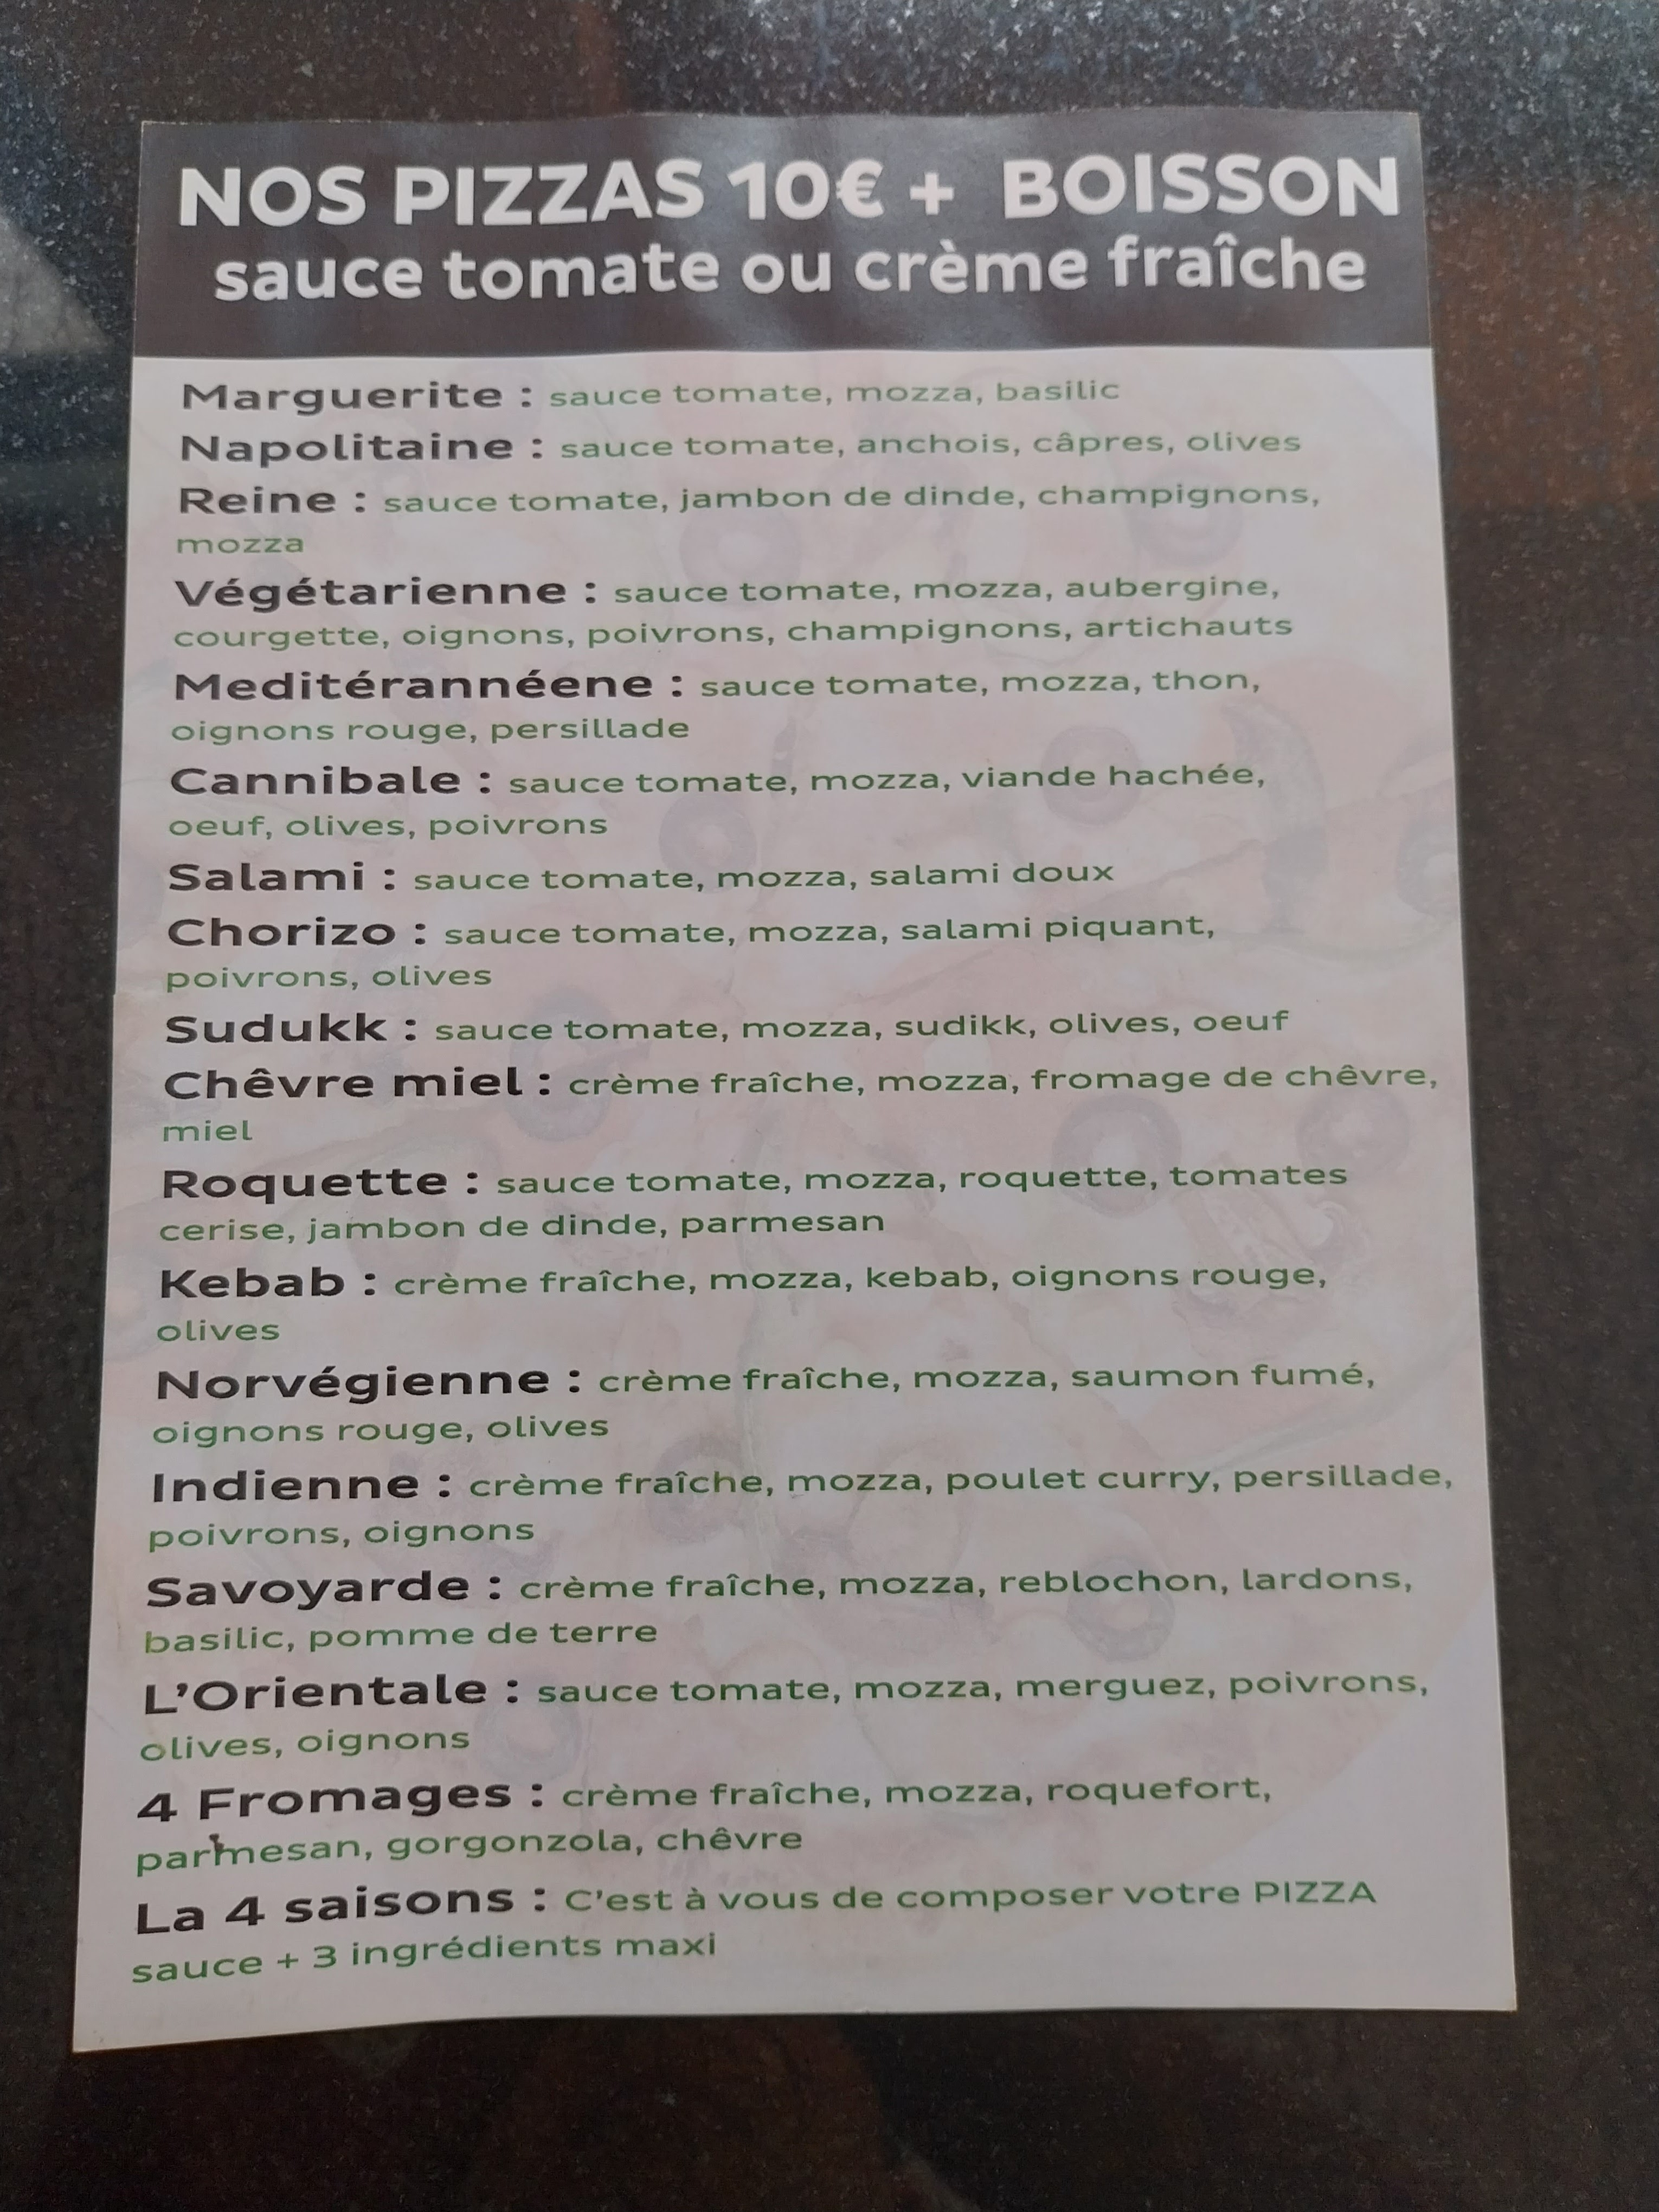 NOS PIZZAS 10€ + BOISSON
sauce tomate ou crème fraîche
Marguerite : sauce tomate, mozza, basilic
Napolitaine : sauce tomate, anchois, câpres, olives
Reine : sauce tomate, jambon de dinde, champignons,
mozza
Végétarienne : sauce tomate, mozza, aubergine,
courgette, oignons, poivrons, champignons, artichauts
Meditérannéene : sauce tomate, mozza, thon,
oignons rouge, persillade
Cannibale : sauce tomate, mozza, viande hachée,
oeuf, olives, poivrons
Salami : sauce tomate, mozza, salami doux
Chorizo : sauce tomate, mozza, salami piquant,
poivrons, olives
Sudukk : sauce tomate, mozza, sudikk, olives, oeuf
Chêvre miel : crème fraîche, mozza, fromage de chêvre,
miel
Roquette : sauce tomate, mozza, roquette, tomates
cerise, jambon de dinde, parmesan
Kebab : crème fraîche, mozza, kebab, oignons rouge,
olives
Norvégienne : crème fraîche, mozza, saumon fumé,
oignons rouge, olives
Indienne : crème fraîche, mozza, poulet curry, persillade,
poivrons, oignons
Savoyarde : crème fraîche, mozza, reblochon, lardons,
basilic, pomme de terre
L'Orientale : sauce tomate, mozza, merguez, poivrons,
olives, oignons
4 Fromages : crème fraîche, mozza, roquefort,
parmesan, gorgonzola, chêvre
La 4 saisons : C'est à vous de composer votre PIZZA
sauce + 3 ingrédients maxi